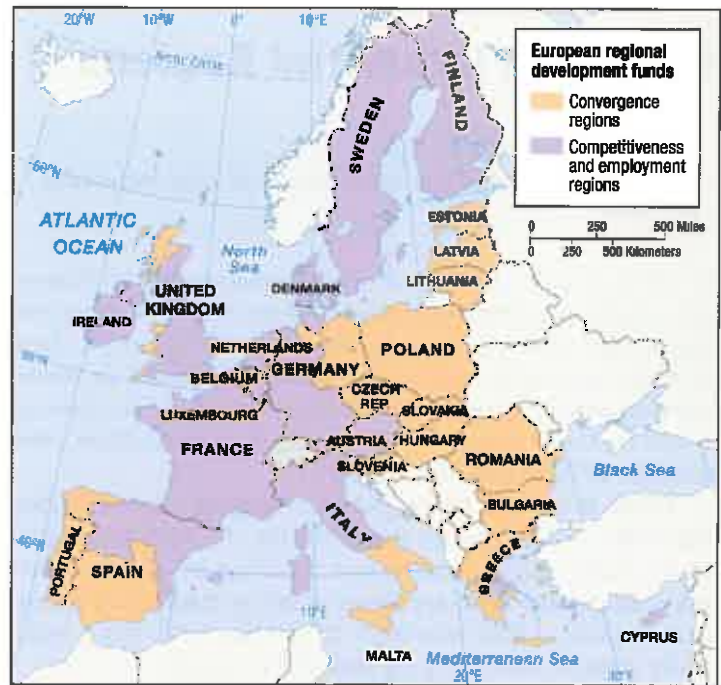 20°W
10°W
0°
10°E
European regional
development funds
Convergence
regions
Competitiveness
and employment
regions
FINLAND
SWEDEN
60°N
ATLANTIC
OCEAN
North
Sea
ESTONIA
LATVIA
LITHUANIA
0 250 500 Miles
0 250 500 Kilometers
DENMARK
UNITED
KINGDOM
IRELAND
NETHERLANDS
POLAND
GERMANY
BELGIUM
CZECH
REP
LUXEMBOURG
SLOVAKIA
FRANCE
AUSTRIA
HUNGARY
SLOVENIA
ROMANIA
Black Sea
BULGARIA
ITALY
40°N
PORTUGAL
SPAIN
GREECE
10°E
CYPRUS
MALTA
Mediterranean Sea
20°E